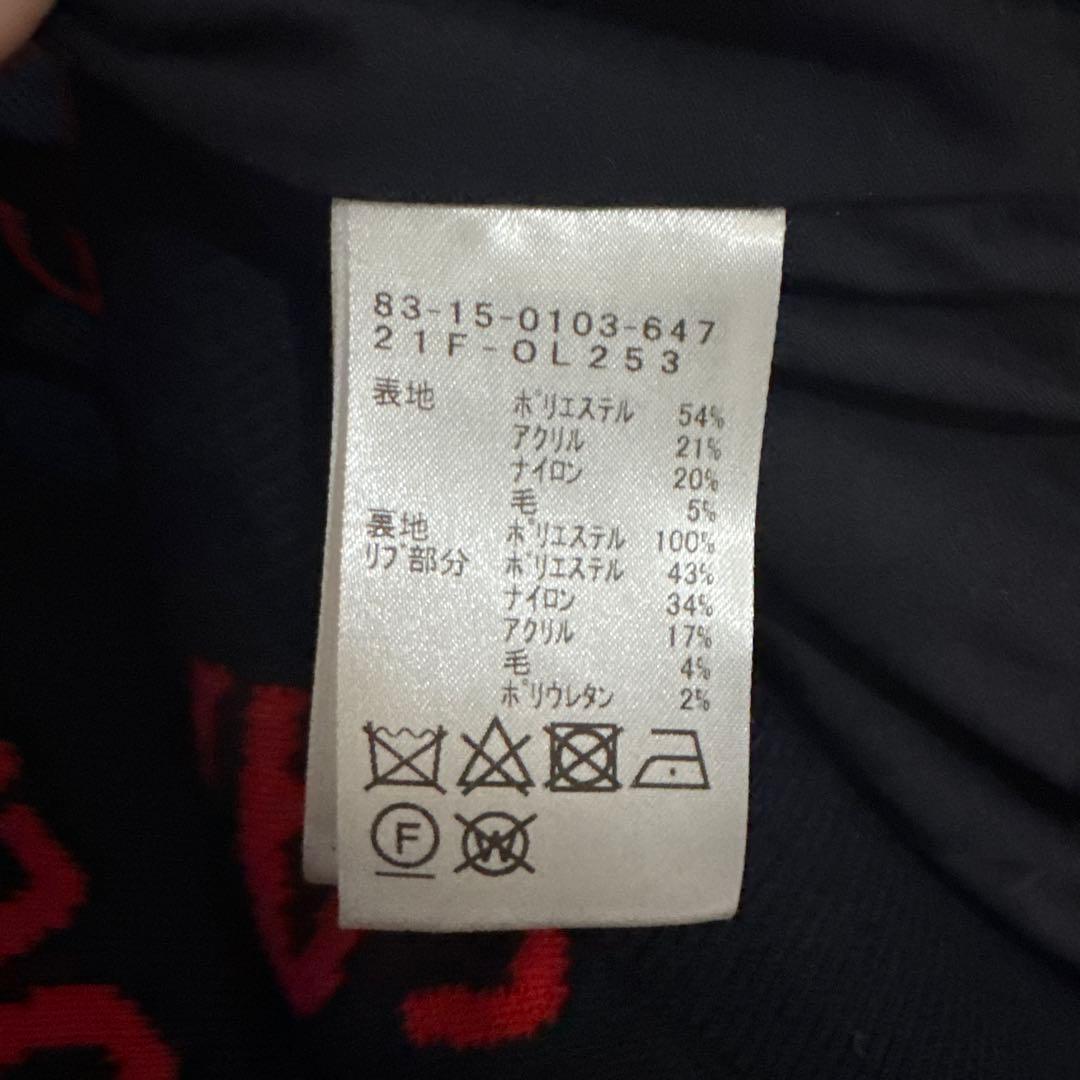 83-15-0103-647
21F-OL253
表地 ポリエステル 54%
アクリル 21%
ナイロン 20%
毛 5%
裏地 ポリエステル 100%
リブ部分 ポリエステル 43%
ナイロン 34%
アクリル 17%
毛 4%
ポリウレタン 2%
F W